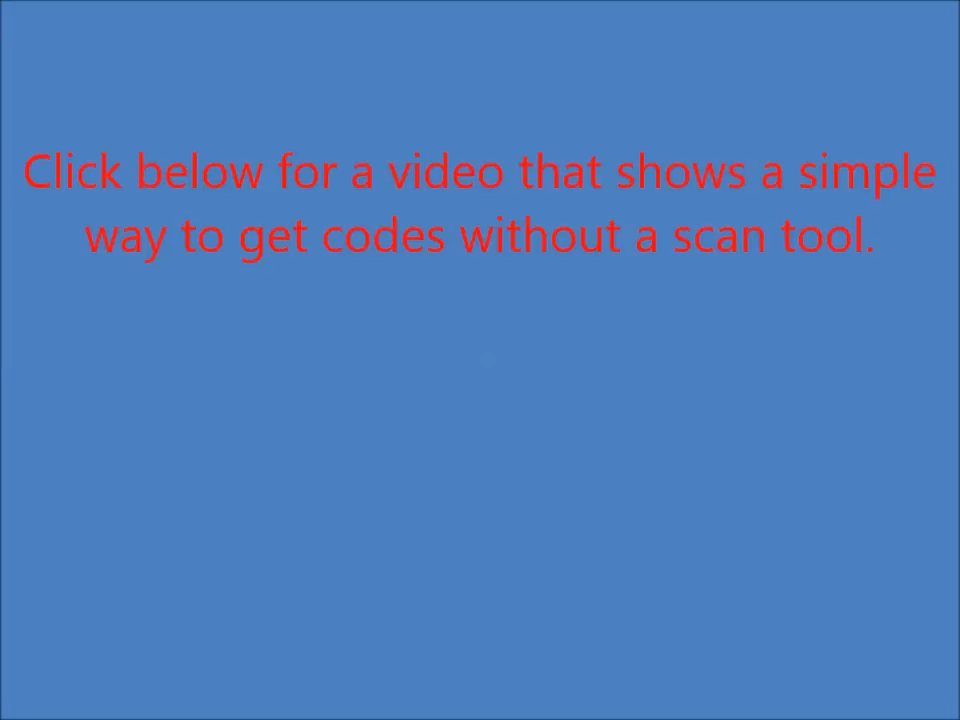 Click below for a video that shows a simple
way to get codes without a scan tool.